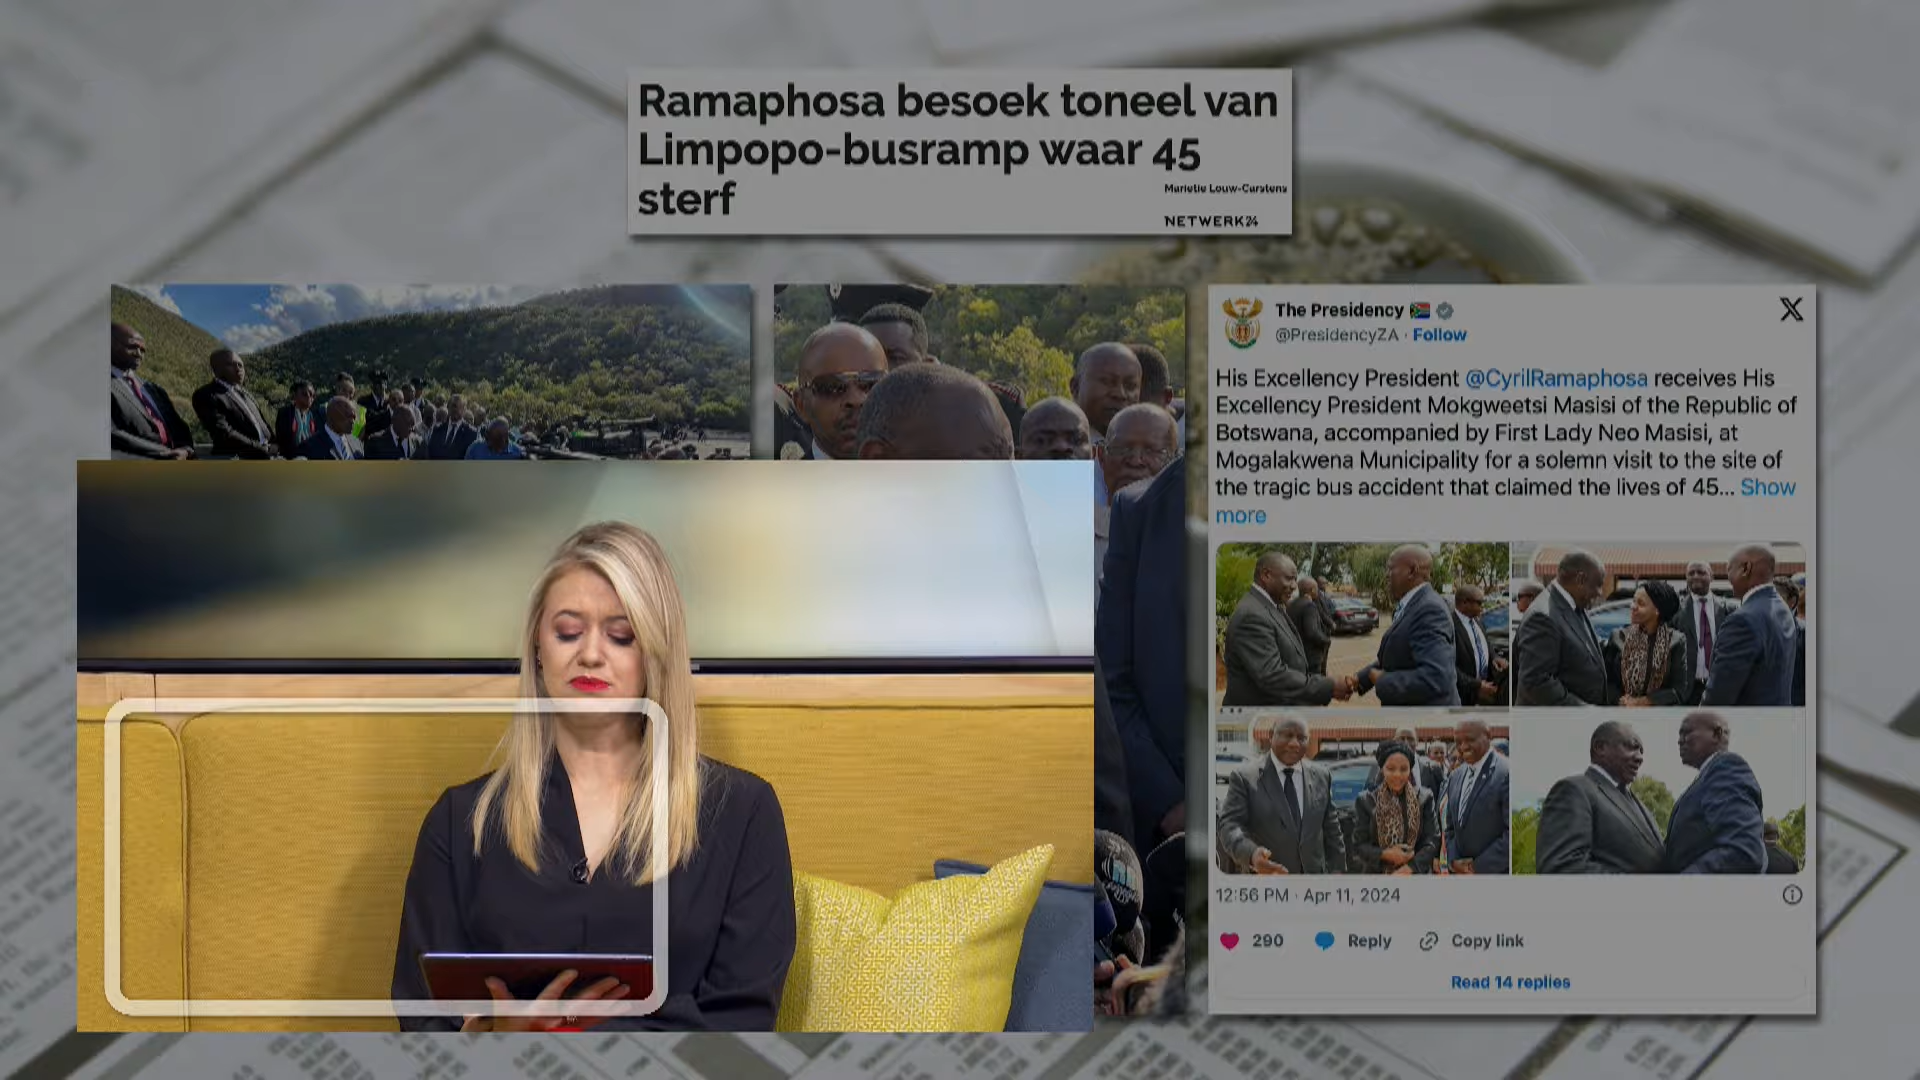 Ramaphosa besoek toneel van
Limpopo-busramp waar 45
sterf
Marietie Louw-Carstens
NETWERK24
The Presidency
@PresidencyZA · Follow
His Excellency President @CyrilRamaphosa receives His
Excellency President Mokgweetsi Masisi of the Republic of
Botswana, accompanied by First Lady Neo Masisi, at
Mogalakwena Municipality for a solemn visit to the site of
the tragic bus accident that claimed the lives of 45... Show
more
12:56 PM · Apr 11, 2024
290 Reply Copy link
Read 14 replies